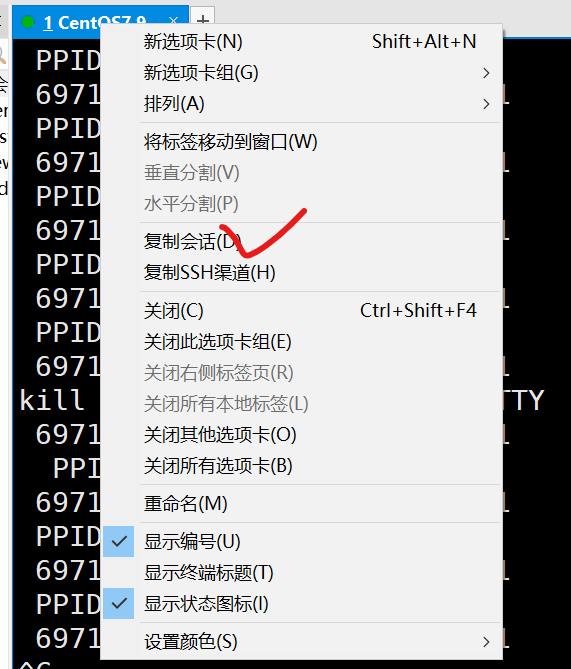 1 CentOS7.9
新选项卡(N) Shift+Alt+N
新选项卡组(G)
排列(A)
将标签移动到窗口(W)
垂直分割(V)
水平分割(P)
复制会话(D)
复制SSH渠道(H)
关闭(C) Ctrl+Shift+F4
关闭此选项卡组(E)
关闭右侧标签页(R)
关闭所有本地标签(L)
关闭其他选项卡(O)
关闭所有选项卡(B)
重命名(M)
显示编号(U)
显示终端标题(T)
显示状态图标(I)
设置颜色(S)
PPID
6971
PPID
6971
PPID
6971
PPID
6971
PPID
6971
kill TTY
6971
PPI
6971
PPID
6971
PPID
6971
^C